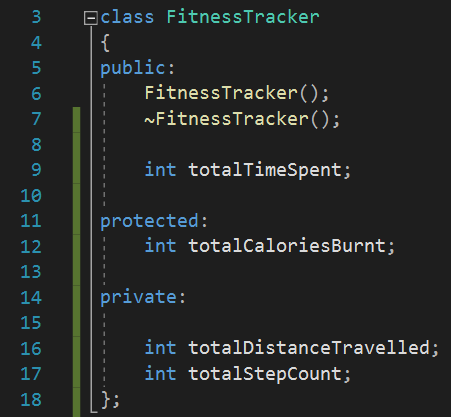 3 class FitnessTracker
4 {
5 public:
6 FitnessTracker();
7 ~FitnessTracker();
8
9 int totalTimeSpent;
10
11 protected:
12 int totalCaloriesBurnt;
13
14 private:
15
16 int totalDistanceTravelled;
17 int totalStepCount;
18 };